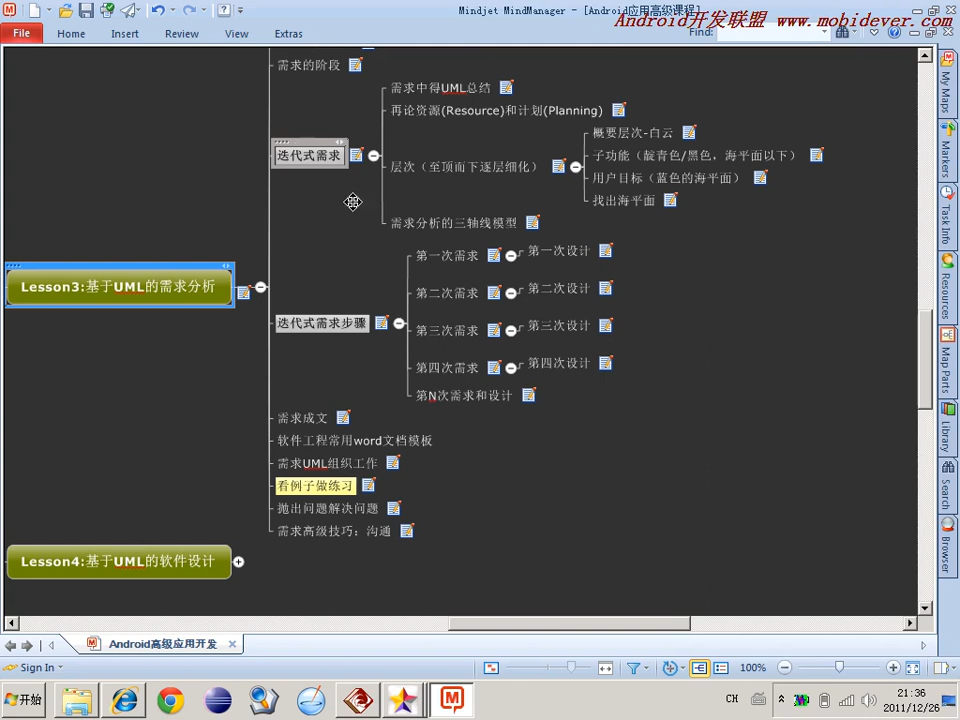 Mindjet MindManager - [Android应用高级课程]
Android开发联盟 www.mobidever.com
File Home Insert Review View Extras Find:
需求的阶段
需求中得UML总结
再论资源(Resource)和计划(Planning)
概要层次-白云
迭代式需求
子功能（靛青色/黑色，海平面以下）
层次（至顶而下逐层细化）
用户目标（蓝色的海平面）
找出海平面
需求分析的三轴线模型
第一次需求 第一次设计
Lesson3:基于UML的需求分析
第二次需求 第二次设计
迭代式需求步骤
第三次需求 第三次设计
第四次需求 第四次设计
第N次需求和设计
需求成文
软件工程常用word文档模板
需求UML组织工作
看例子做练习
抛出问题解决问题
需求高级技巧：沟通
Lesson4:基于UML的软件设计
My Maps
Markers
Task Info
Resources
Map Parts
Library
Search
Browser
Android高级应用开发
Sign In
100%
开始
CH
21:36
2011/12/26